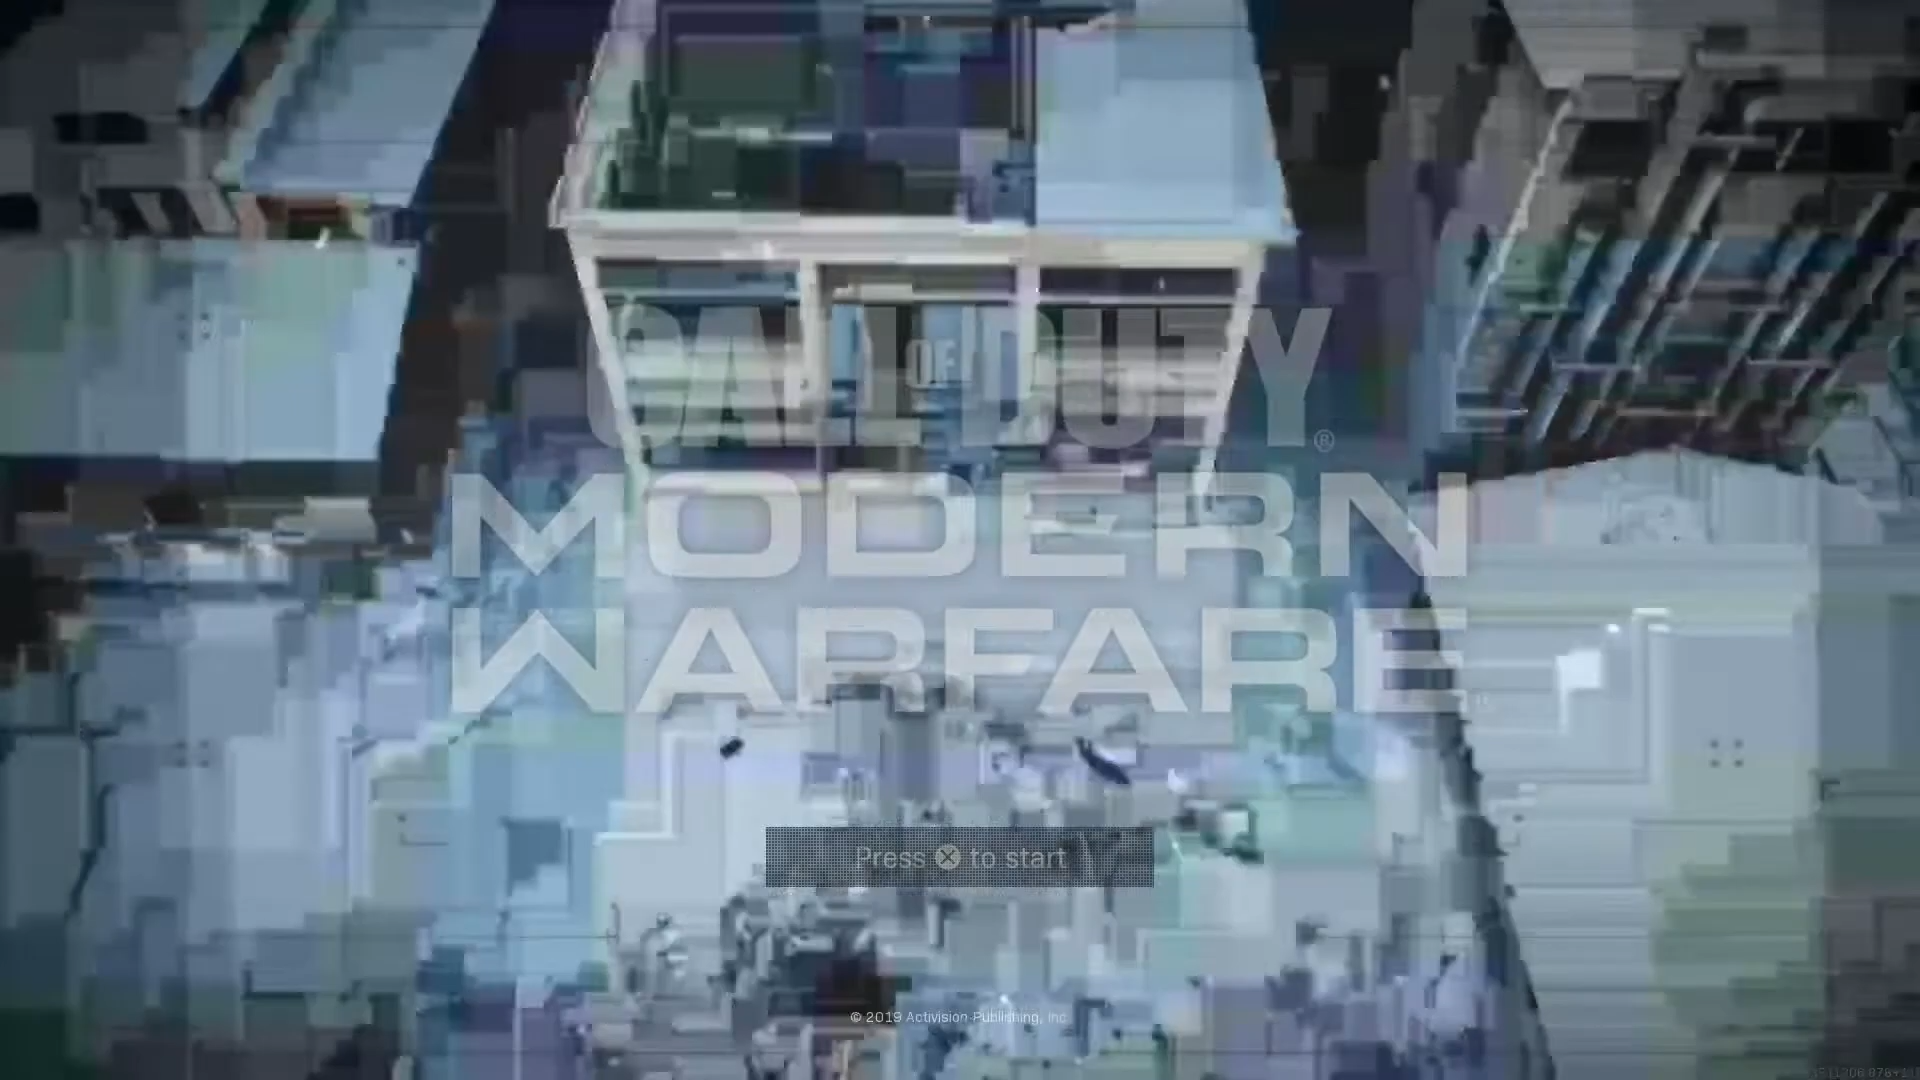 CALL OF DUTY®
MODERN
WARFARE
Press ⊗ to start
© 2019 Activision Publishing, Inc.